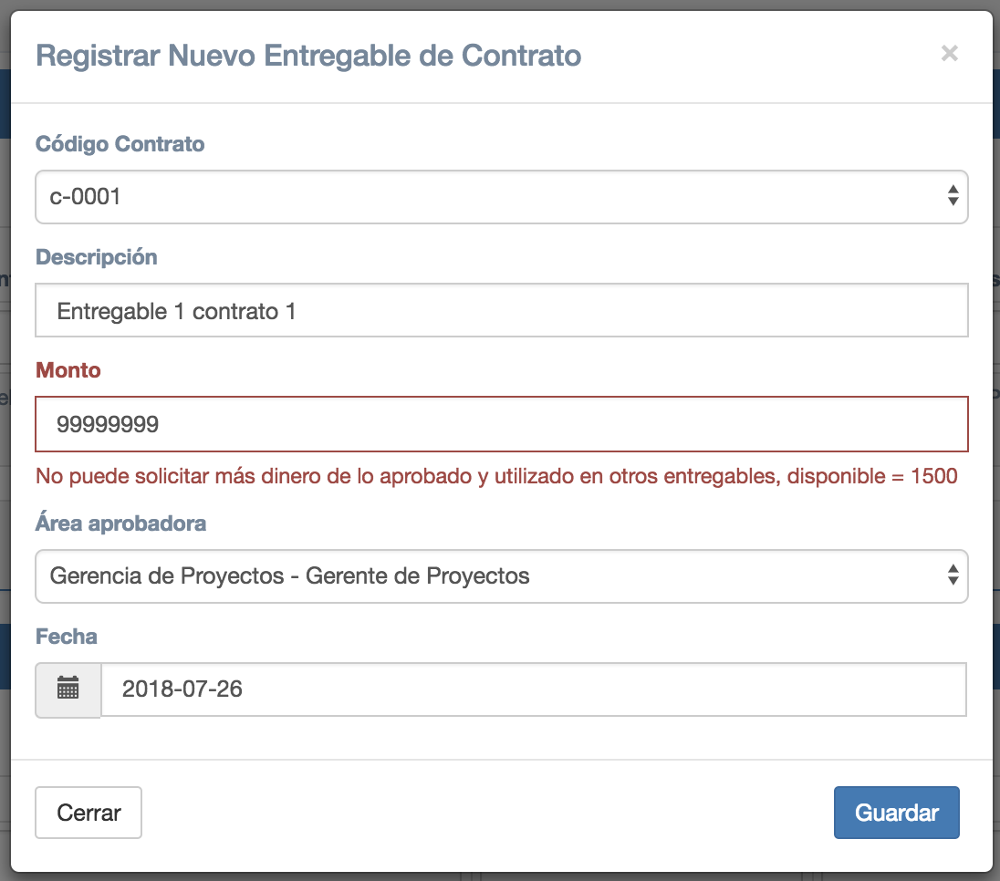 Registrar Nuevo Entregable de Contrato
×
Código Contrato
c-0001
Descripción
Entregable 1 contrato 1
Monto
99999999
No puede solicitar más dinero de lo aprobado y utilizado en otros entregables, disponible = 1500
Área aprobadora
Gerencia de Proyectos - Gerente de Proyectos
Fecha
2018-07-26
Cerrar
Guardar